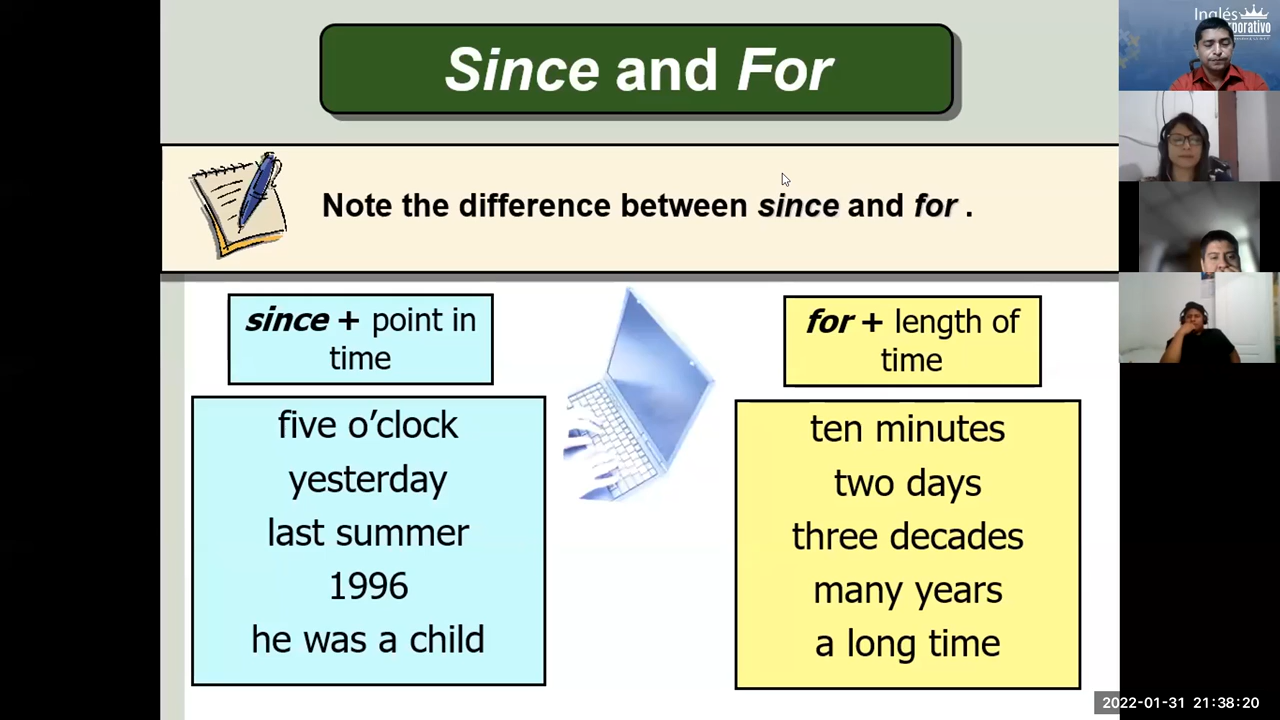 Since and For
Note the difference between since and for .
since + point in
time
five o’clock
yesterday
last summer
1996
he was a child
for + length of
time
ten minutes
two days
three decades
many years
a long time
Inglés
2022-01-31 21:38:20